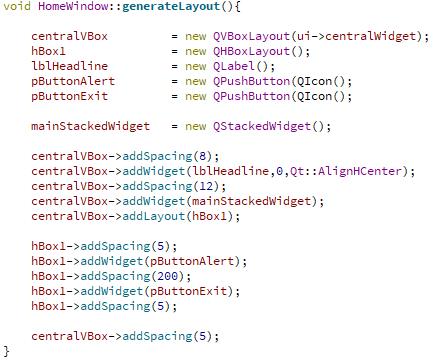 void HomeWindow::generateLayout(){
centralVBox = new QVBoxLayout(ui->centralWidget);
hBox1 = new QHBoxLayout();
lblHeadline = new QLabel();
pButtonAlert = new QPushButton(QIcon();
pButtonExit = new QPushButton(QIcon();
mainStackedWidget = new QStackedWidget();
centralVBox->addSpacing(8);
centralVBox->addWidget(lblHeadline,0,Qt::AlignHCenter);
centralVBox->addSpacing(12);
centralVBox->addWidget(mainStackedWidget);
centralVBox->addLayout(hBox1);
hBox1->addSpacing(5);
hBox1->addWidget(pButtonAlert);
hBox1->addSpacing(200);
hBox1->addWidget(pButtonExit);
hBox1->addSpacing(5);
centralVBox->addSpacing(5);
}